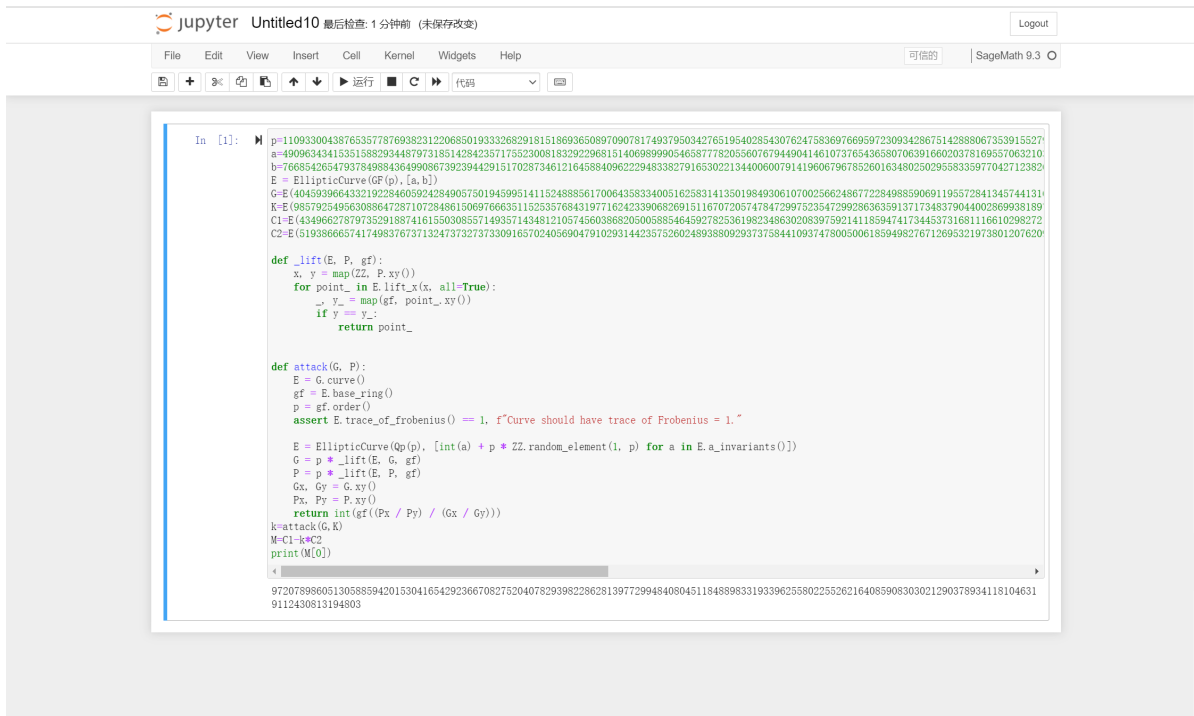 jupyter Untitled10 最后检查: 1 分钟前 (未保存改变)
Logout
File Edit View Insert Cell Kernel Widgets Help
可信的 SageMath 9.3
运行 代码
In [1]:
p=
a=
b=
E = EllipticCurve(GF(p),[a,b])
G=E(
K=E(
C1=E(
C2=E(
def _lift(E, P, gf):
x, y = map(ZZ, P.xy())
for point_ in E.lift_x(x, all=True):
_, y_ = map(gf, point_.xy())
if y == y_:
return point_
def attack(G, P):
E = G.curve()
gf = E.base_ring()
p = gf.order()
assert E.trace_of_frobenius() == 1, f"Curve should have trace of Frobenius = 1."
E = EllipticCurve(Qp(p), [int(a) + p * ZZ.random_element(1, p) for a in E.a_invariants()])
G = p * _lift(E, G, gf)
P = p * _lift(E, P, gf)
Gx, Gy = G.xy()
Px, Py = P.xy()
return int(gf((Px / Py) / (Gx / Gy)))
k=attack(G,K)
M=C1-k*C2
print(M[0])
9112430813194803